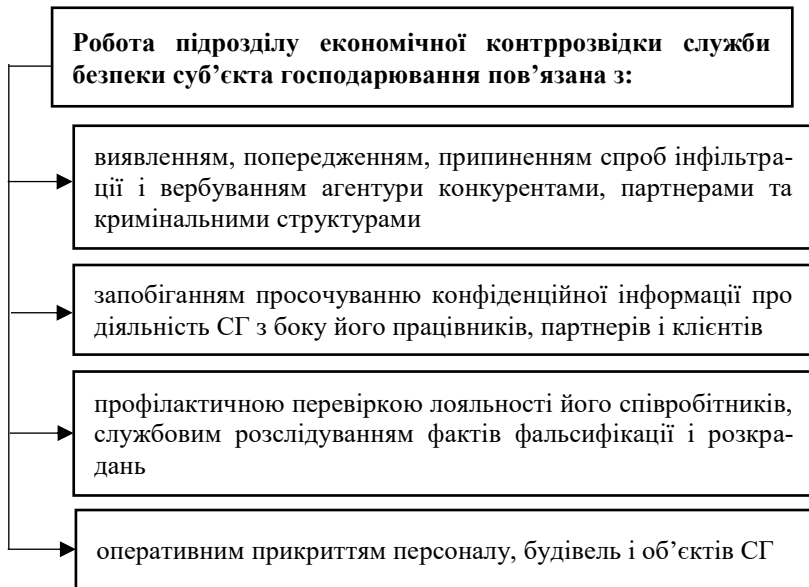 Робота підрозділу економічної контррозвідки служби
безпеки суб’єкта господарювання пов’язана з:
виявленням, попередженням, припиненням спроб інфільтра-
ції і вербуванням агентури конкурентами, партнерами та
кримінальними структурами
запобіганням просочуванню конфіденційної інформації про
діяльність СГ з боку його працівників, партнерів і клієнтів
профілактичною перевіркою лояльності його співробітників,
службовим розслідуванням фактів фальсифікації і розкра-
дань
оперативним прикриттям персоналу, будівель і об’єктів СГ